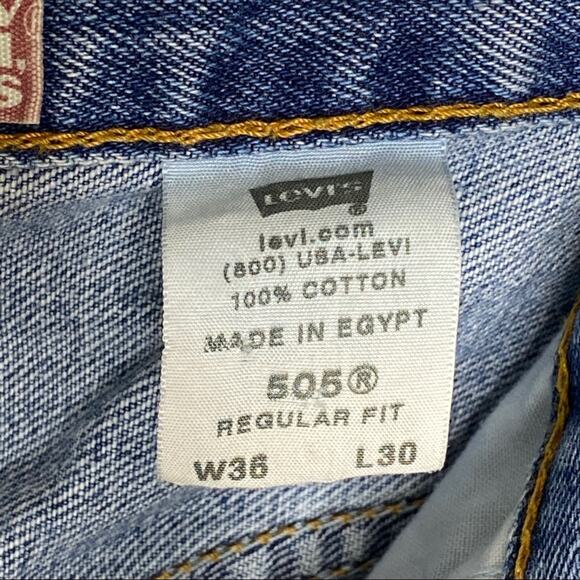 LEVI'S
®
levi.com
(800) USA-LEVI
100% COTTON
MADE IN EGYPT
505®
REGULAR FIT
W36 L30